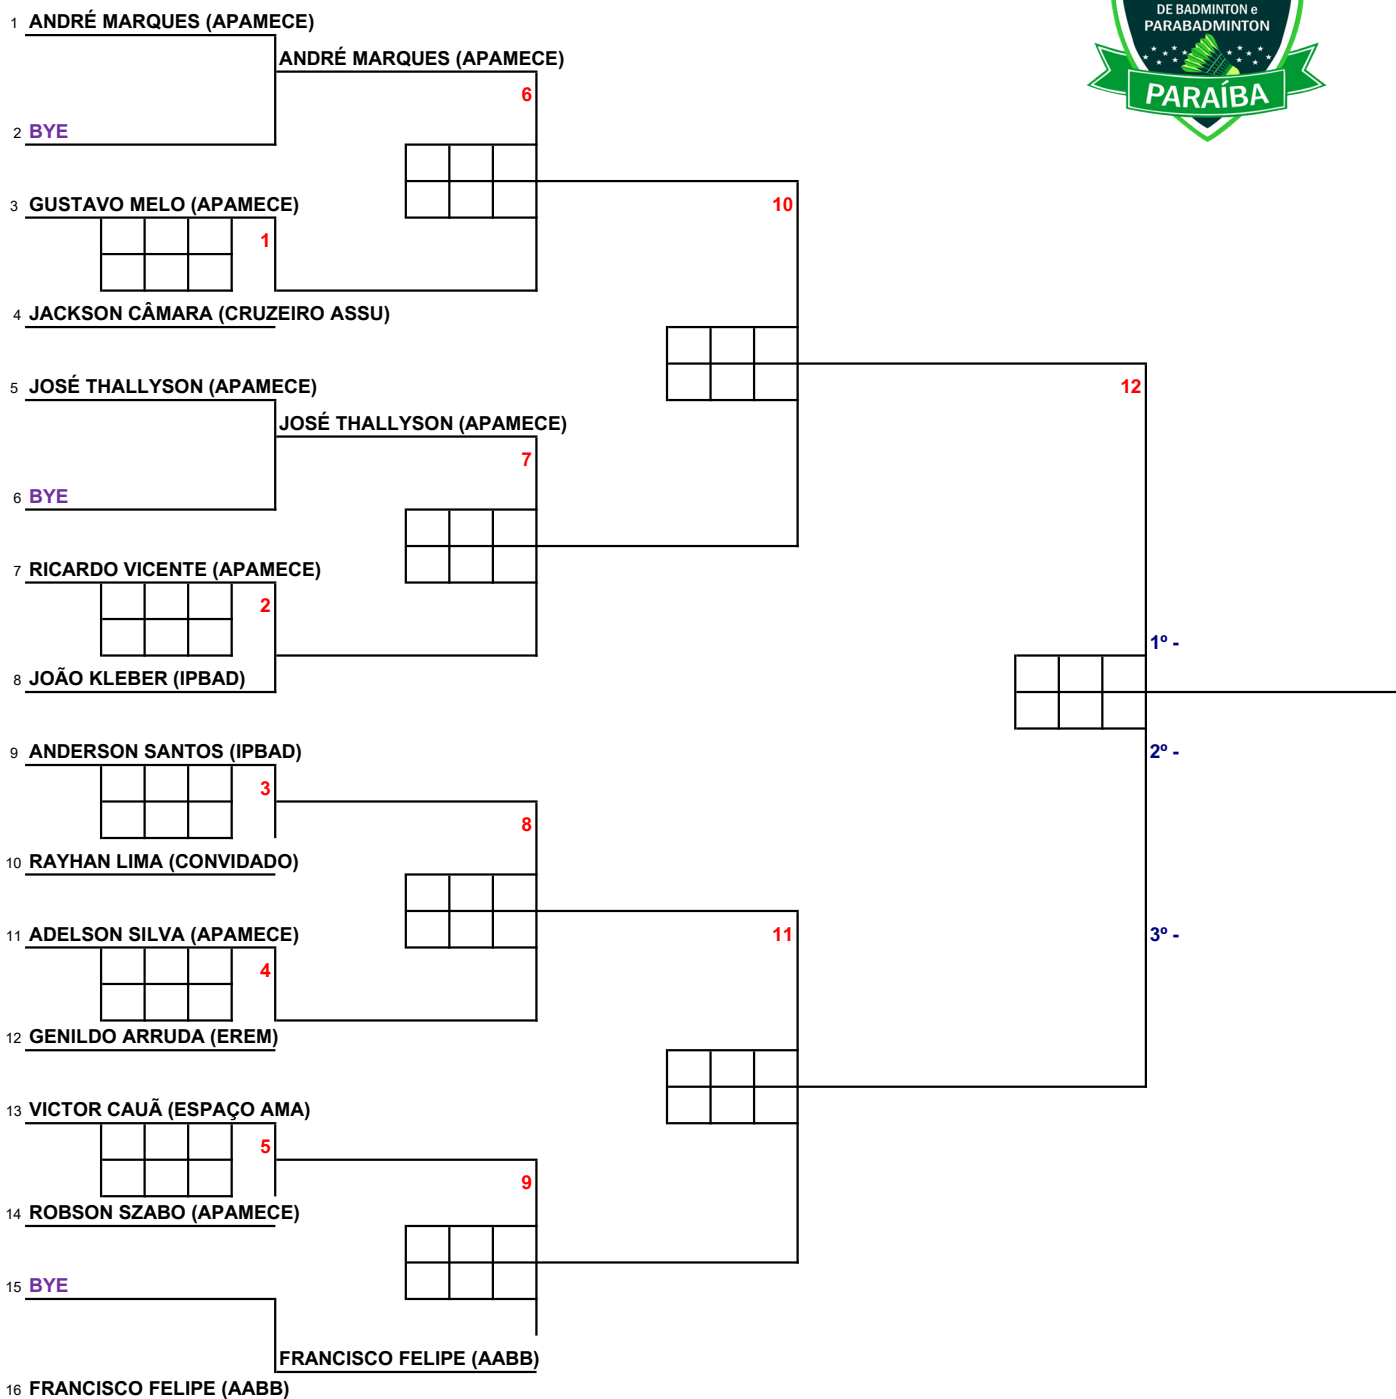 DE BADMINTON e
PARABADMINTON
PARAÍBA
1 ANDRÉ MARQUES (APAMECE)
ANDRÉ MARQUES (APAMECE)
6
2 BYE
3 GUSTAVO MELO (APAMECE)
10
1
4 JACKSON CÂMARA (CRUZEIRO ASSU)
5 JOSÉ THALLYSON (APAMECE)
12
JOSÉ THALLYSON (APAMECE)
7
6 BYE
7 RICARDO VICENTE (APAMECE)
2
1º -
8 JOÃO KLEBER (IPBAD)
9 ANDERSON SANTOS (IPBAD)
2º -
3
8
10 RAYHAN LIMA (CONVIDADO)
11 ADELSON SILVA (APAMECE)
11
3º -
4
12 GENILDO ARRUDA (EREM)
13 VICTOR CAUÃ (ESPAÇO AMA)
5
9
14 ROBSON SZABO (APAMECE)
15 BYE
FRANCISCO FELIPE (AABB)
16 FRANCISCO FELIPE (AABB)